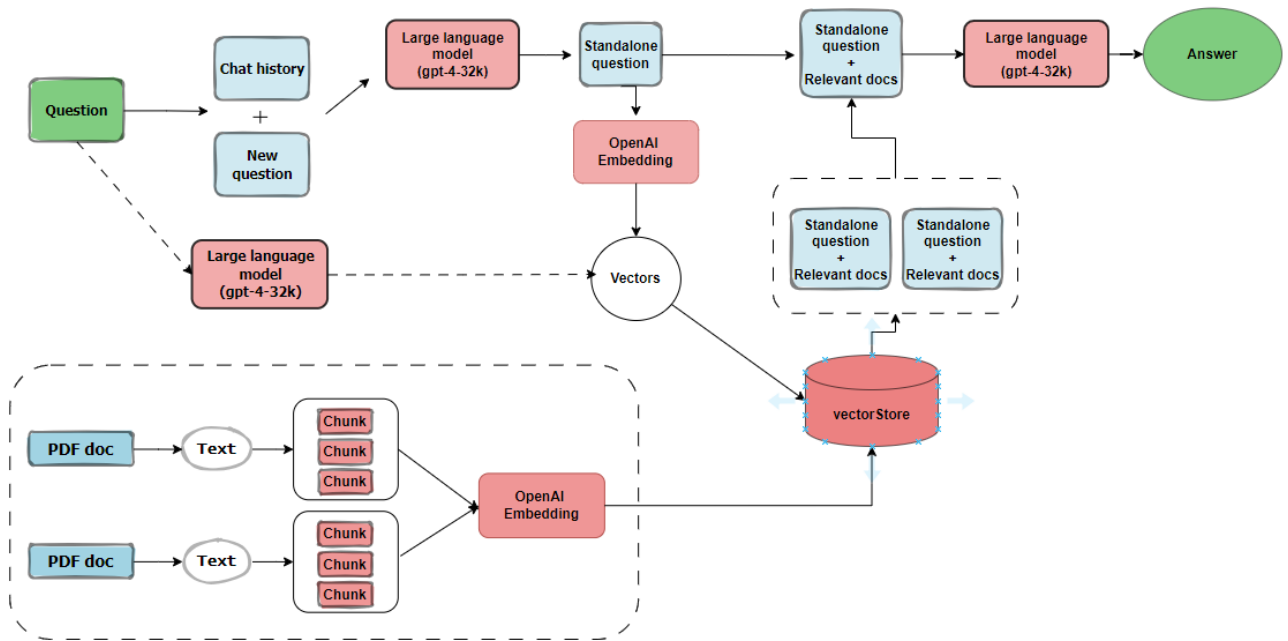 Question
Chat history
+
New
question
Large language
model
(gpt-4-32k)
Standalone
question
Standalone
question
+
Relevant docs
Large language
model
(gpt-4-32k)
Answer
OpenAI
Embedding
Large language
model
(gpt-4-32k)
Vectors
Standalone
question
+
Relevant docs
Standalone
question
+
Relevant docs
vectorStore
PDF doc
Text
Chunk
Chunk
Chunk
OpenAI
Embedding
PDF doc
Text
Chunk
Chunk
Chunk